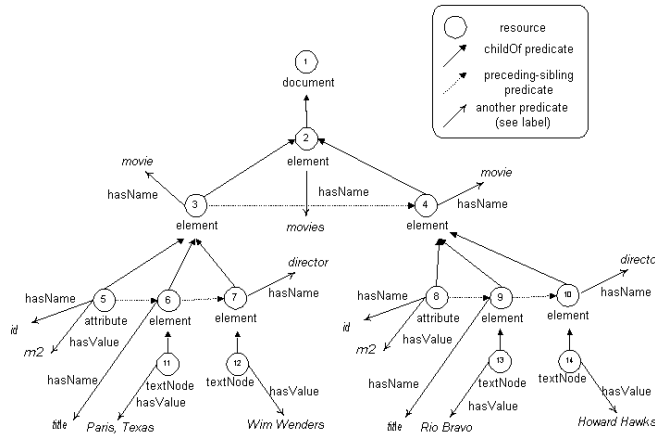 resource
childOf predicate
preceding-sibling
predicate
another predicate
(see label)
1
document
2
element
movie
hasName
3
element
hasName
movies
4
element
movie
hasName
director
hasName
hasName
5
attribute
6
element
7
element
id
m2
hasValue
hasName
11
textNode
hasValue
12
textNode
hasValue
title
Paris, Texas
Wim Wenders
directo
hasName
hasName
8
attribute
9
element
10
element
id
m2
hasValue
hasName
13
textNode
hasValue
14
textNode
hasValue
title
Rio Bravo
Howard Hawks